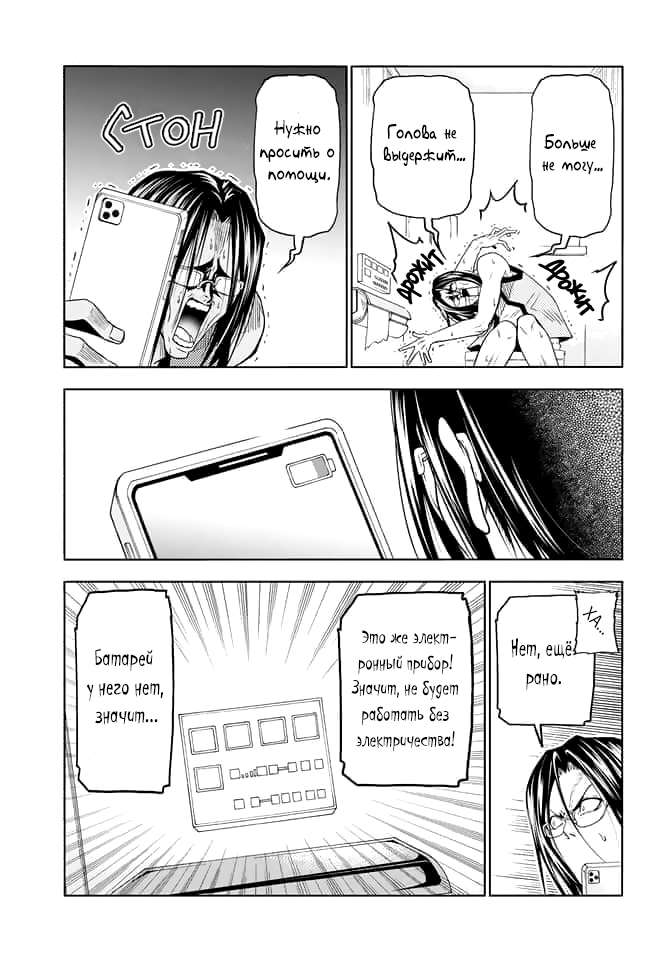 Больше
не могу...
Голова не
выдержит...
ДРОЖИТ
ДРОЖИТ
Нужно
просить о
помощи.
СТОН
ХА...
Нет, ещё
рано.
Это же элект-
ронный прибор!
Значит, не будет
работать без
электричества!
Батарей
у него нет,
значит...